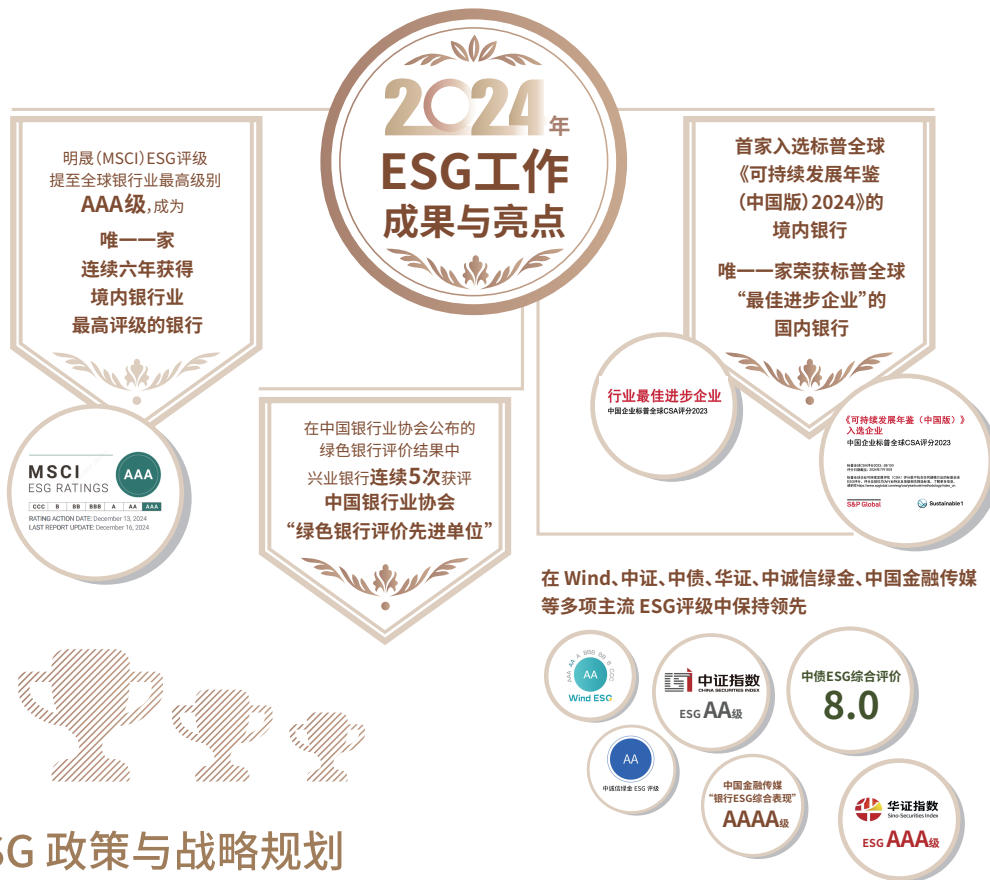 2024年
ESG工作
成果与亮点
明晟（MSCI）ESG评级
提至全球银行业最高级别
AAA级，成为
唯一一家
连续六年获得
境内银行业
最高评级的银行
MSCI
ESG RATINGS
AAA
CCC B BB BBB A AA AAA
RATING ACTION DATE: December 13, 2024
LAST REPORT UPDATE: December 16, 2024
在中国银行业协会公布的
绿色银行评价结果中
兴业银行连续5次获评
中国银行业协会
“绿色银行评价先进单位”
首家入选标普全球
《可持续发展年鉴
（中国版）2024》的
境内银行
唯一一家荣获标普全球
“最佳进步企业”的
国内银行
行业最佳进步企业
中国企业标普全球CSA评分2023
《可持续发展年鉴（中国版）》
入选企业
中国企业标普全球CSA评分2023
S&P Global
Sustainable1
在 Wind、中证、中债、华证、中诚信绿金、中国金融传媒
等多项主流 ESG评级中保持领先
AAA AA A BBB BB B CCC
AA
Wind ESG
中证指数
CHINA SECURITIES INDEX
ESG AA级
中债ESG综合评价
8.0
AA
中诚信绿金 ESG 评级
中国金融传媒
“银行ESG综合表现”
AAAA级
华证指数
Sino-Securities Index
ESG AAA级
SG 政策与战略规划